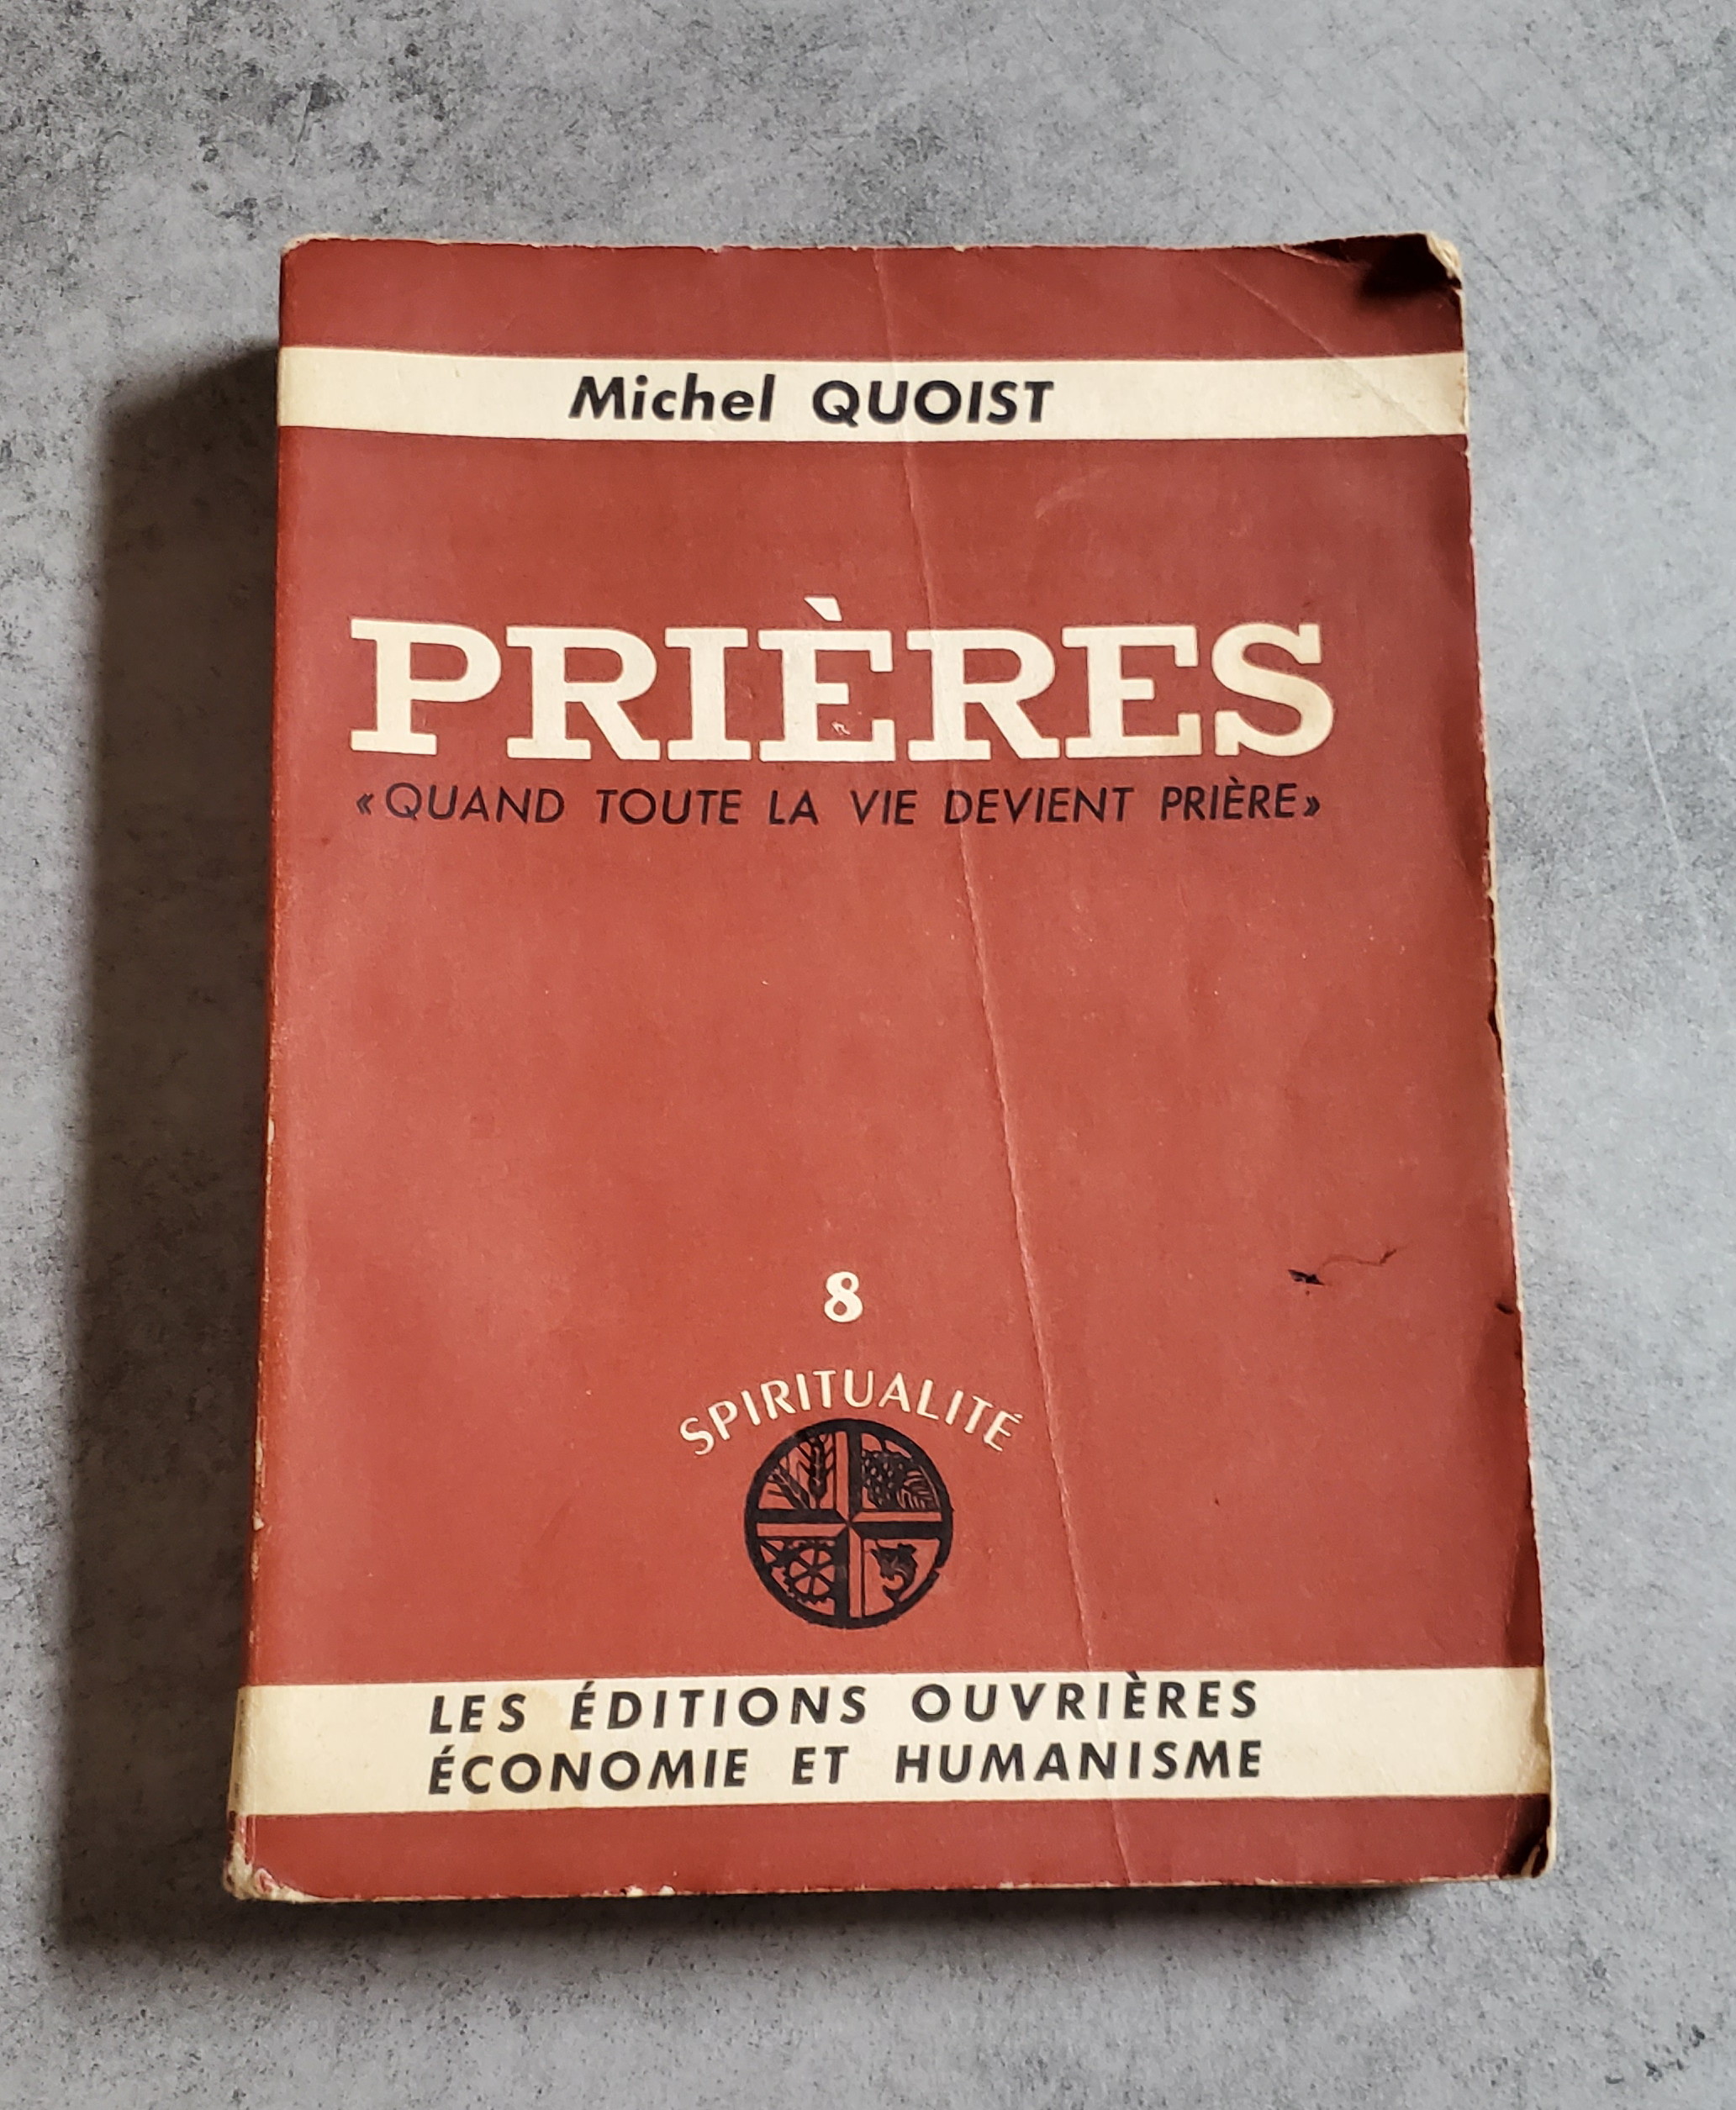 Michel QUOIST
PRIÈRES
«QUAND TOUTE LA VIE DEVIENT PRIÈRE»
8
SPIRITUALITÉ
LES ÉDITIONS OUVRIÈRES
ÉCONOMIE ET HUMANISME